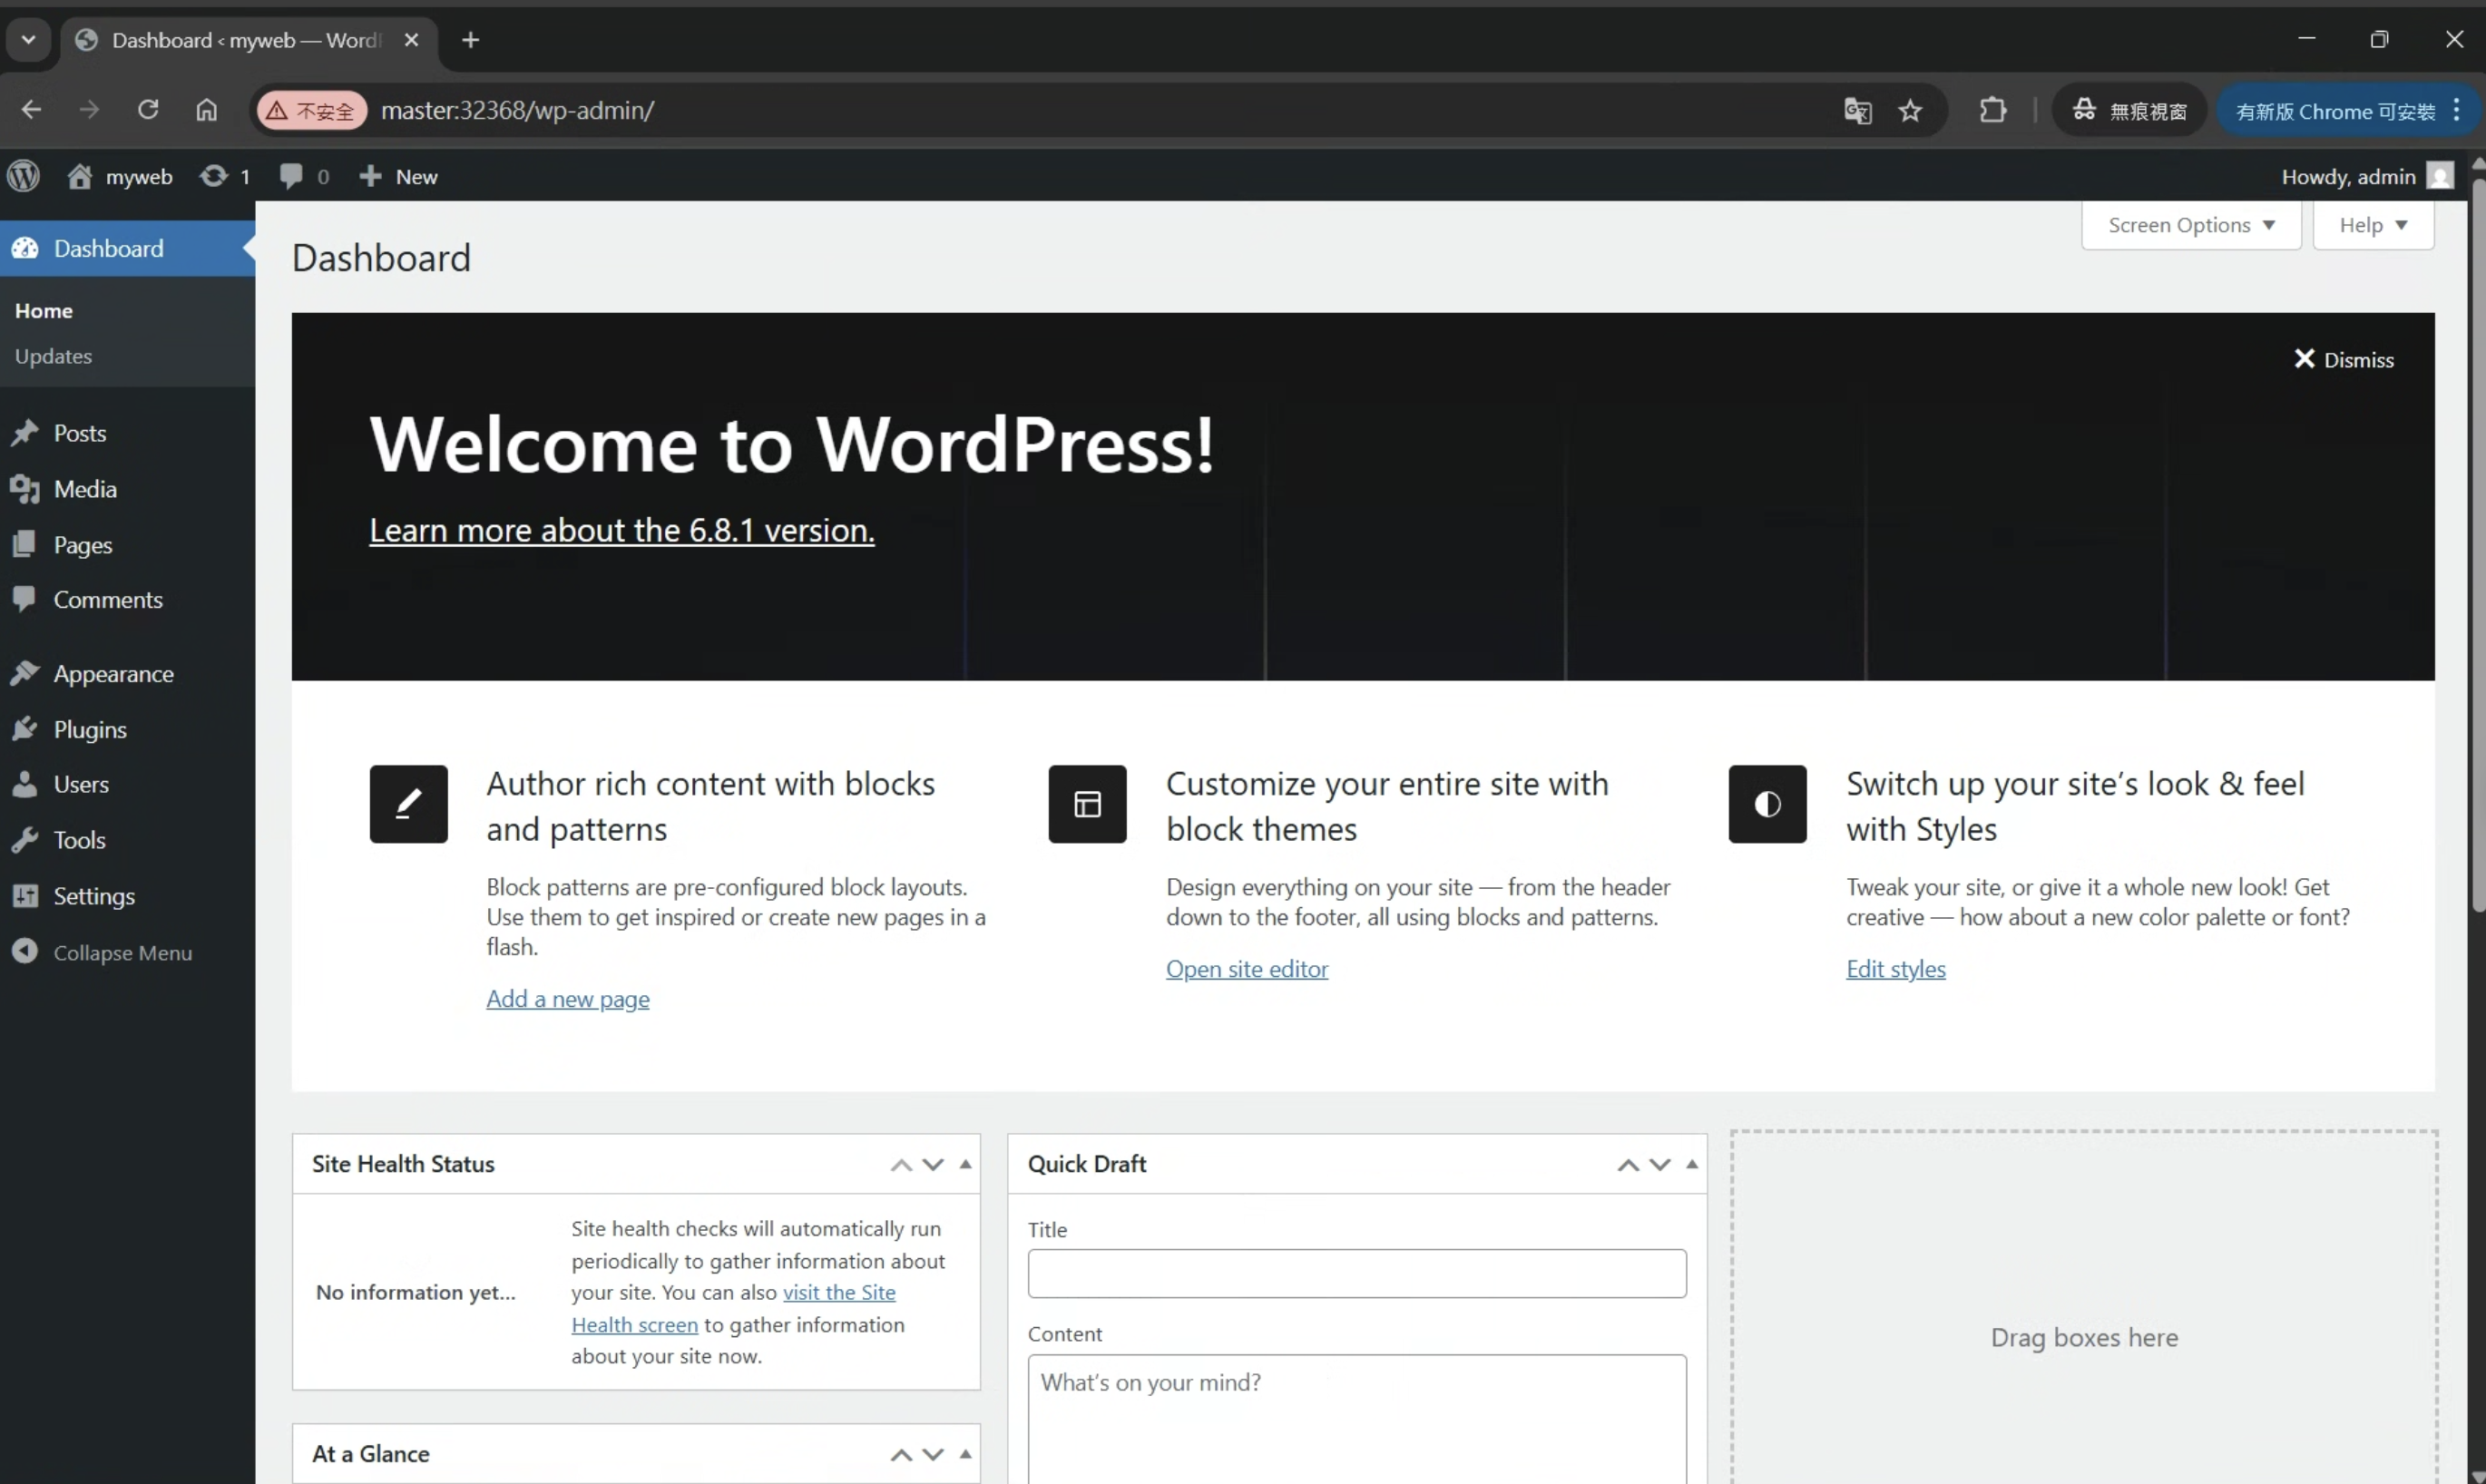 Dashboard ‹ myweb — Word
不安全 master:32368/wp-admin/
無痕視窗
有新版 Chrome 可安裝
myweb 1 0 New
Howdy, admin
Screen Options Help
Dashboard
Home
Updates
Posts
Media
Pages
Comments
Appearance
Plugins
Users
Tools
Settings
Collapse Menu
Dashboard
Dismiss
Welcome to WordPress!
Learn more about the 6.8.1 version.
Author rich content with blocks
and patterns
Block patterns are pre-configured block layouts.
Use them to get inspired or create new pages in a
flash.
Add a new page
Customize your entire site with
block themes
Design everything on your site — from the header
down to the footer, all using blocks and patterns.
Open site editor
Switch up your site’s look & feel
with Styles
Tweak your site, or give it a whole new look! Get
creative — how about a new color palette or font?
Edit styles
Site Health Status
No information yet…
Site health checks will automatically run
periodically to gather information about
your site. You can also visit the Site
Health screen to gather information
about your site now.
At a Glance
Quick Draft
Title
Content
What’s on your mind?
Drag boxes here